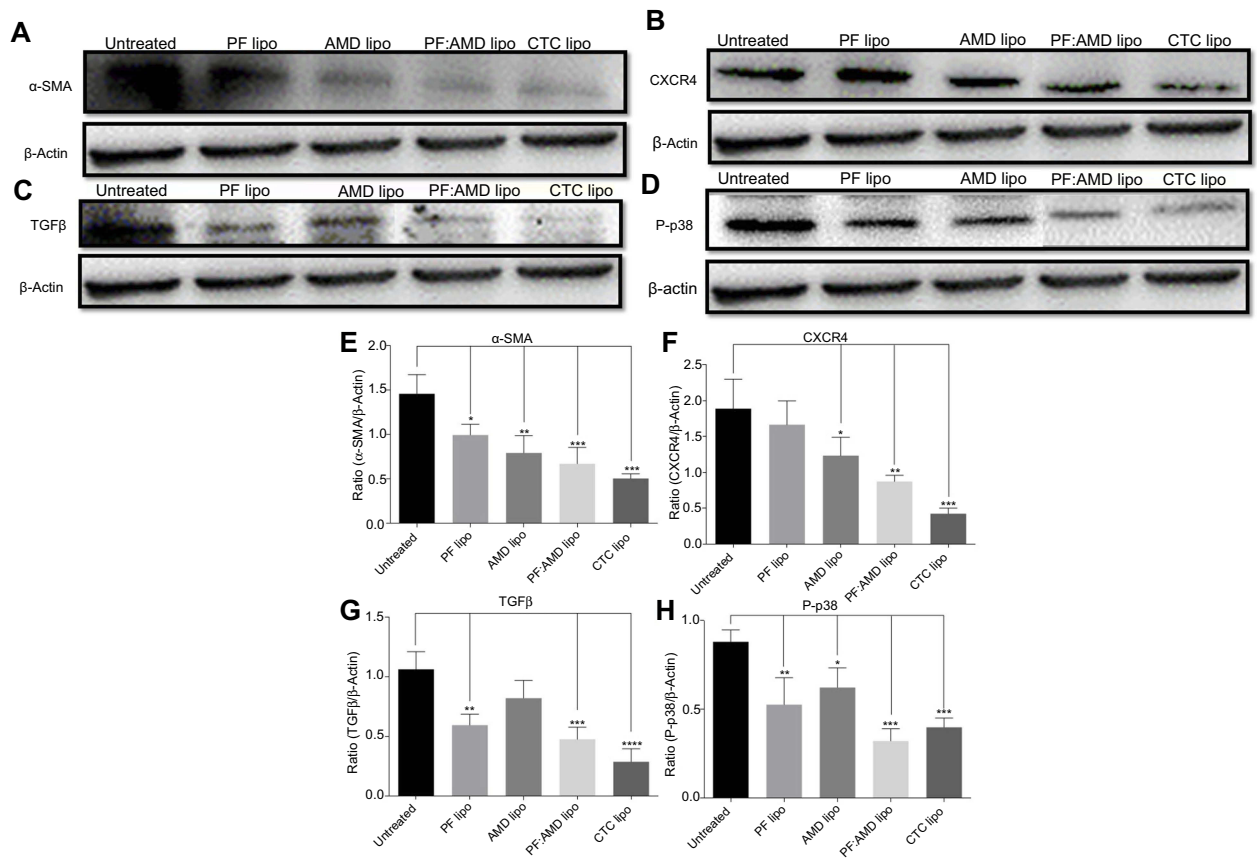 A
Untreated PF lipo AMD lipo PF:AMD lipo CTC lipo
α-SMA
β-Actin
B
Untreated PF lipo AMD lipo PF:AMD lipo CTC lipo
CXCR4
β-Actin
C
Untreated PF lipo AMD lipo PF:AMD lipo CTC lipo
TGFβ
β-Actin
D
Untreated PF lipo AMD lipo PF:AMD lipo CTC lipo
P-p38
β-actin
E
α-SMA
Ratio (α-SMA/β-Actin)
2.0
1.5
1.0
0.5
0.0
* ** *** ***
Untreated PF lipo AMD lipo PF:AMD lipo CTC lipo
F
CXCR4
Ratio (CXCR4/β-Actin)
2.5
2.0
1.5
1.0
0.5
0.0
* ** ***
Untreated PF lipo AMD lipo PF:AMD lipo CTC lipo
G
TGFβ
Ratio (TGFβ/β-Actin)
1.5
1.0
0.5
0.0
** *** ****
Untreated PF lipo AMD lipo PF:AMD lipo CTC lipo
H
P-p38
Ratio (P-p38/β-Actin)
1.0
0.5
0.0
** * *** ***
Untreated PF lipo AMD lipo PF:AMD lipo CTC lipo